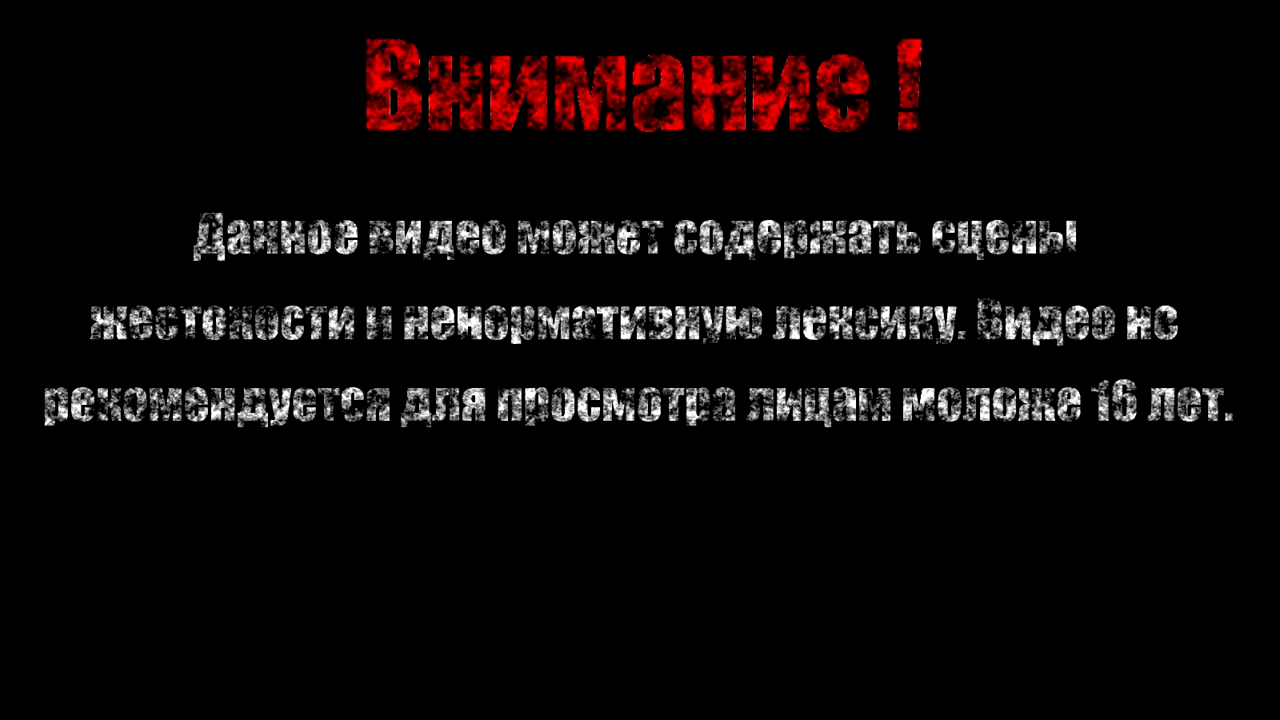 Внимание !
Данное видео может содержать сцены
жестокости и ненормативную лексику. Видео не
рекомендуется для просмотра лицам моложе 16 лет.